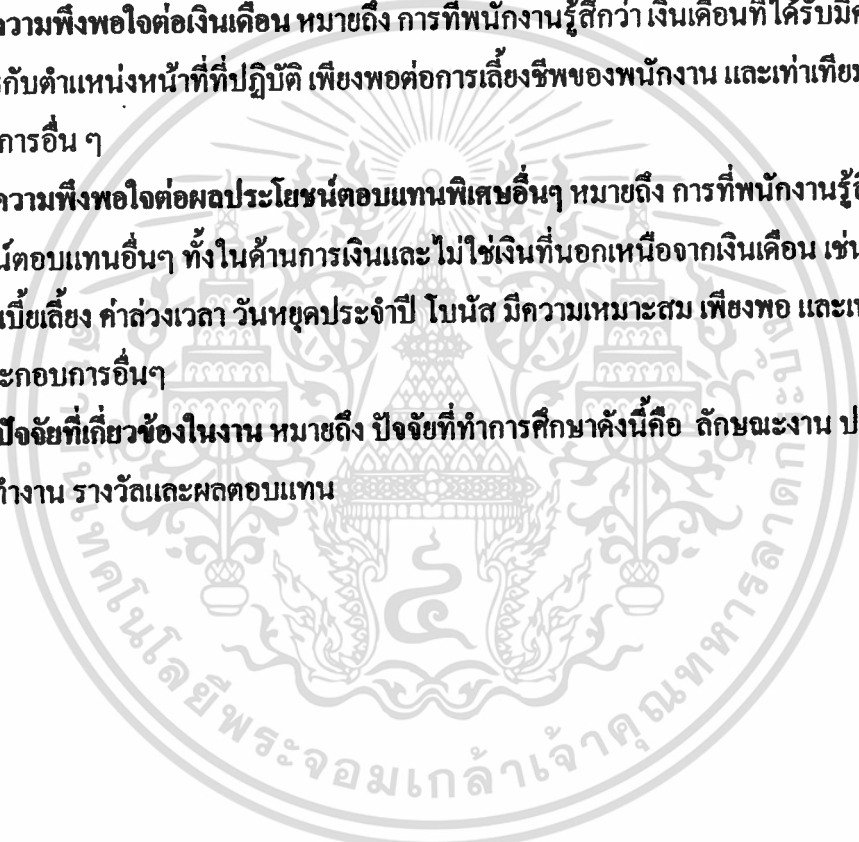 วามพึงพอใจต่อเงินเดือน หมายถึง การที่พนักงานรู้สึกว่า เงินเดือนที่ได้รับมี
กับตำแหน่งหน้าที่ที่ปฏิบัติ เพียงพอต่อการเลี้ยงชีพของพนักงาน และเท่าเทียม
การอื่น ๆ
ความพึงพอใจต่อผลประโยชน์ตอบแทนพิเศษอื่นๆ หมายถึง การที่พนักงาน
น์ตอบแทนอื่นๆ ทั้งในด้านการเงินและไม่ใช่เงินที่นอกเหนือจากเงินเดือน เช่น
เบี้ยเลี้ยง ค่าล่วงเวลา วันหยุดประจำปี โบนัส มีความเหมาะสม เพียงพอ และ
ะกอบการอื่นๆ
ปัจจัยที่เกี่ยวข้องในงาน หมายถึง ปัจจัยที่ทำการศึกษาดังนี้คือ ลักษณะงาน
ทำงาน รางวัลและผลตอบแทน
คโนโลยีพระจอมเกล้าเจ้าคุณทหารลาดกระบัง